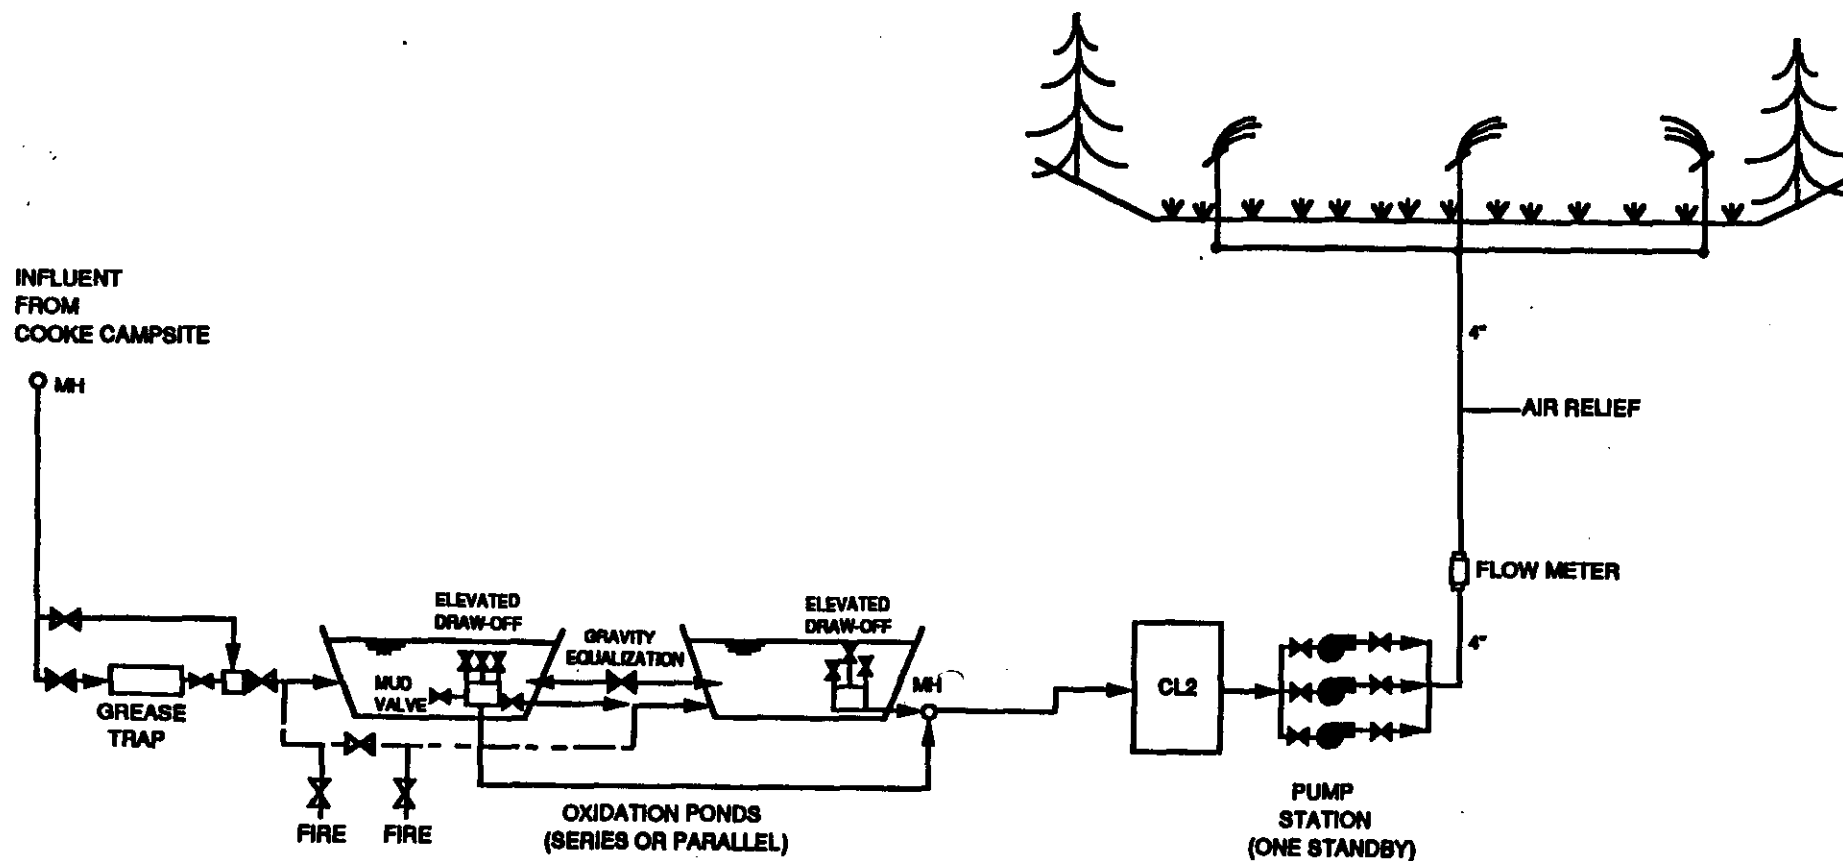 INFLUENT
FROM
COOKE CAMPSITE
MH
4"
AIR RELIEF
FLOW METER
4"
ELEVATED
DRAW-OFF
GRAVITY
EQUALIZATION
ELEVATED
DRAW-OFF
MUD
VALVE
MH
CL2
GREASE
TRAP
FIRE
FIRE
OXIDATION PONDS
(SERIES OR PARALLEL)
PUMP
STATION
(ONE STANDBY)